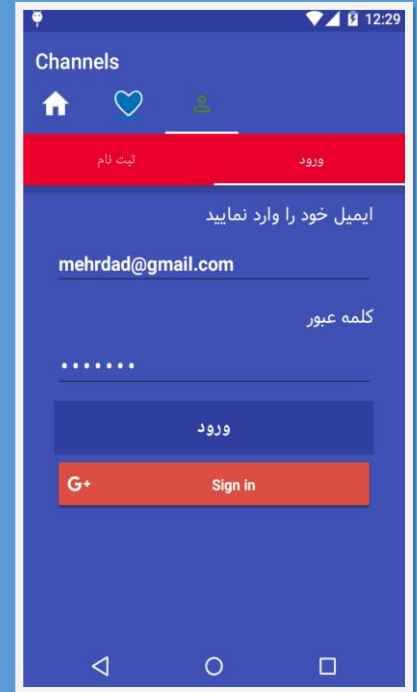 12:29
Channels
ورود
ثبت نام
ایمیل خود را وارد نمایید
mehrdad@gmail.com
کلمه عبور
•••••••
ورود
G+ Sign in